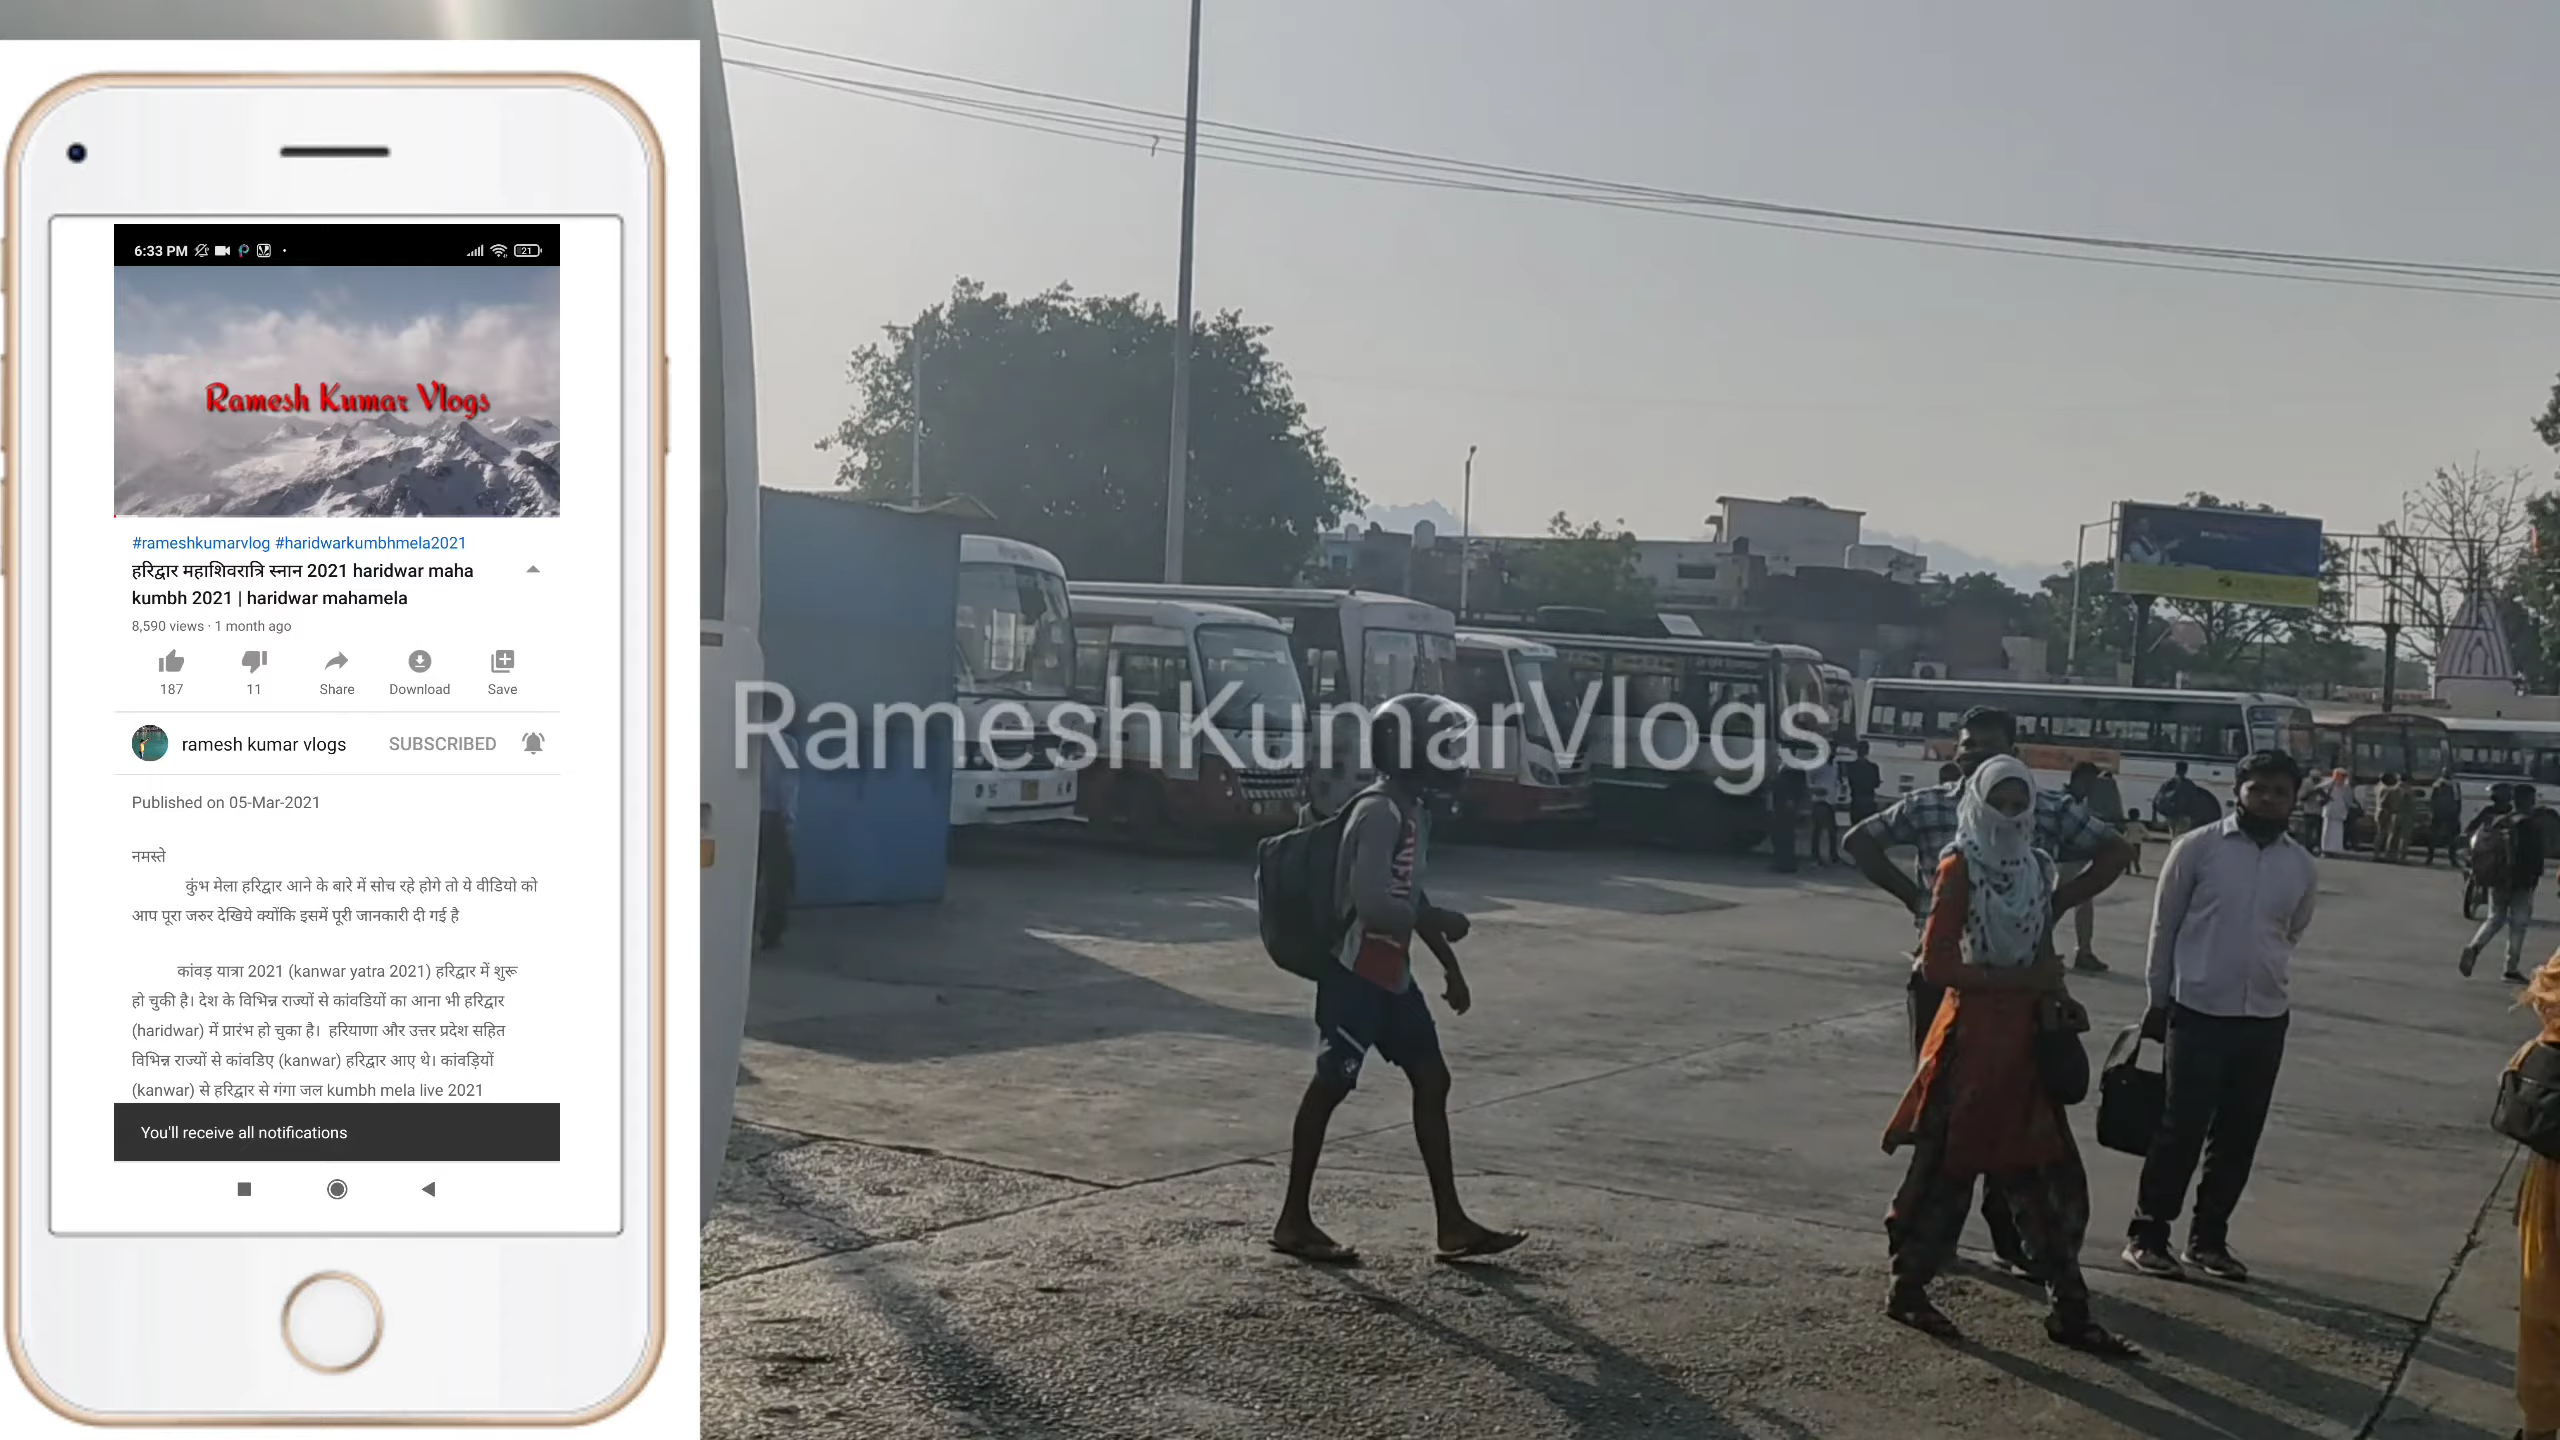 6:33 PM
21
Ramesh Kumar Vlogs
#rameshkumarvlog #haridwarkumbhmela2021
हरिद्वार महाशिवरात्रि स्नान 2021 haridwar maha
kumbh 2021 | haridwar mahamela
8,590 views · 1 month ago
187
11
Share
Download
Save
ramesh kumar vlogs
SUBSCRIBED
Published on 05-Mar-2021
नमस्ते
कुंभ मेला हरिद्वार आने के बारे में सोच रहे होगे तो ये वीडियो को
आप पूरा जरुर देखिये क्योंकि इसमें पूरी जानकारी दी गई है
कांवड़ यात्रा 2021 (kanwar yatra 2021) हरिद्वार में शुरू
हो चुकी है। देश के विभिन्न राज्यों से कांवडियों का आना भी हरिद्वार
(haridwar) में प्रारंभ हो चुका है। हरियाणा और उत्तर प्रदेश सहित
विभिन्न राज्यों से कांवडिए (kanwar) हरिद्वार आए थे। कांवड़ियों
(kanwar) से हरिद्वार से गंगा जल kumbh mela live 2021
You'll receive all notifications
RameshKumarVlogs